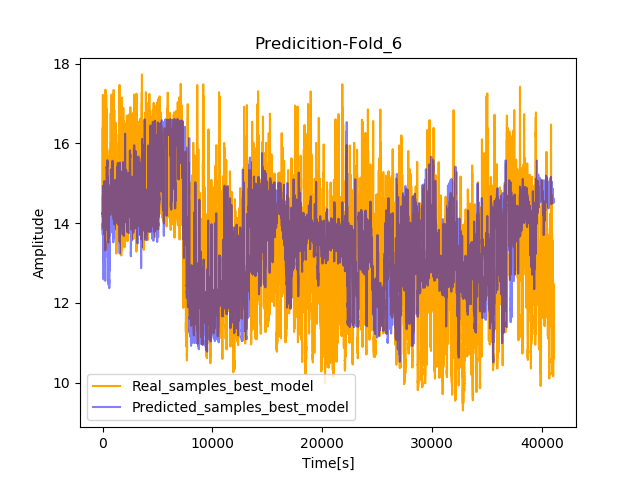 Predicition-Fold_6
18
16
14
12
10
Amplitude
Real_samples_best_model
Predicted_samples_best_model
0
10000
20000
30000
40000
Time[s]